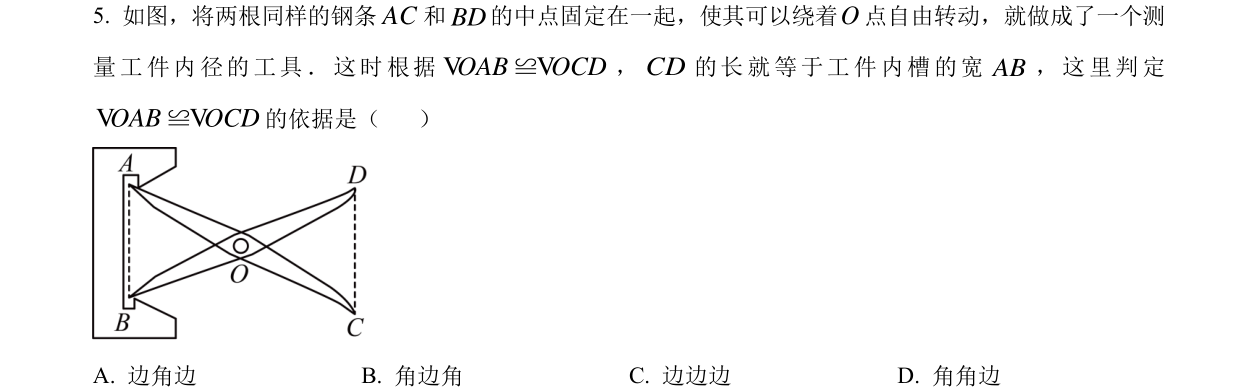 5. 如图，将两根同样的钢条 AC 和 BD 的中点固定在一起，使其可以绕着 O 点自由转动，就做成了一个测
量工件内径的工具．这时根据 VOAB≌VOCD ， CD 的长就等于工件内槽的宽 AB ，这里判定
VOAB≌VOCD 的依据是（　　）
A
D
O
B
C
A. 边角边 B. 角边角 C. 边边边 D. 角角边